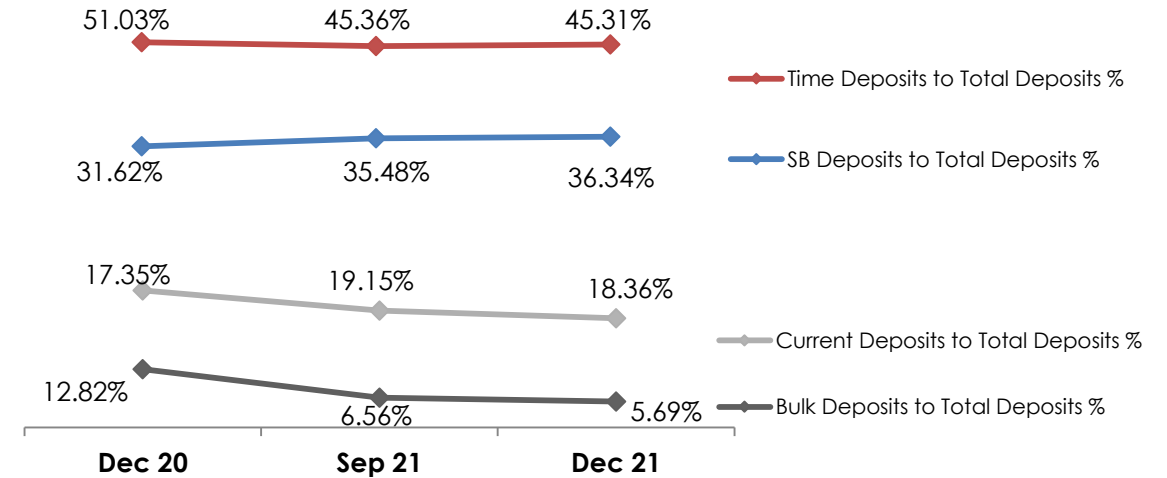 51.03% 45.36% 45.31%
Time Deposits to Total Deposits %
31.62% 35.48% 36.34%
SB Deposits to Total Deposits %
17.35% 19.15% 18.36%
Current Deposits to Total Deposits %
12.82% 6.56% 5.69%
Bulk Deposits to Total Deposits %
Dec 20 Sep 21 Dec 21